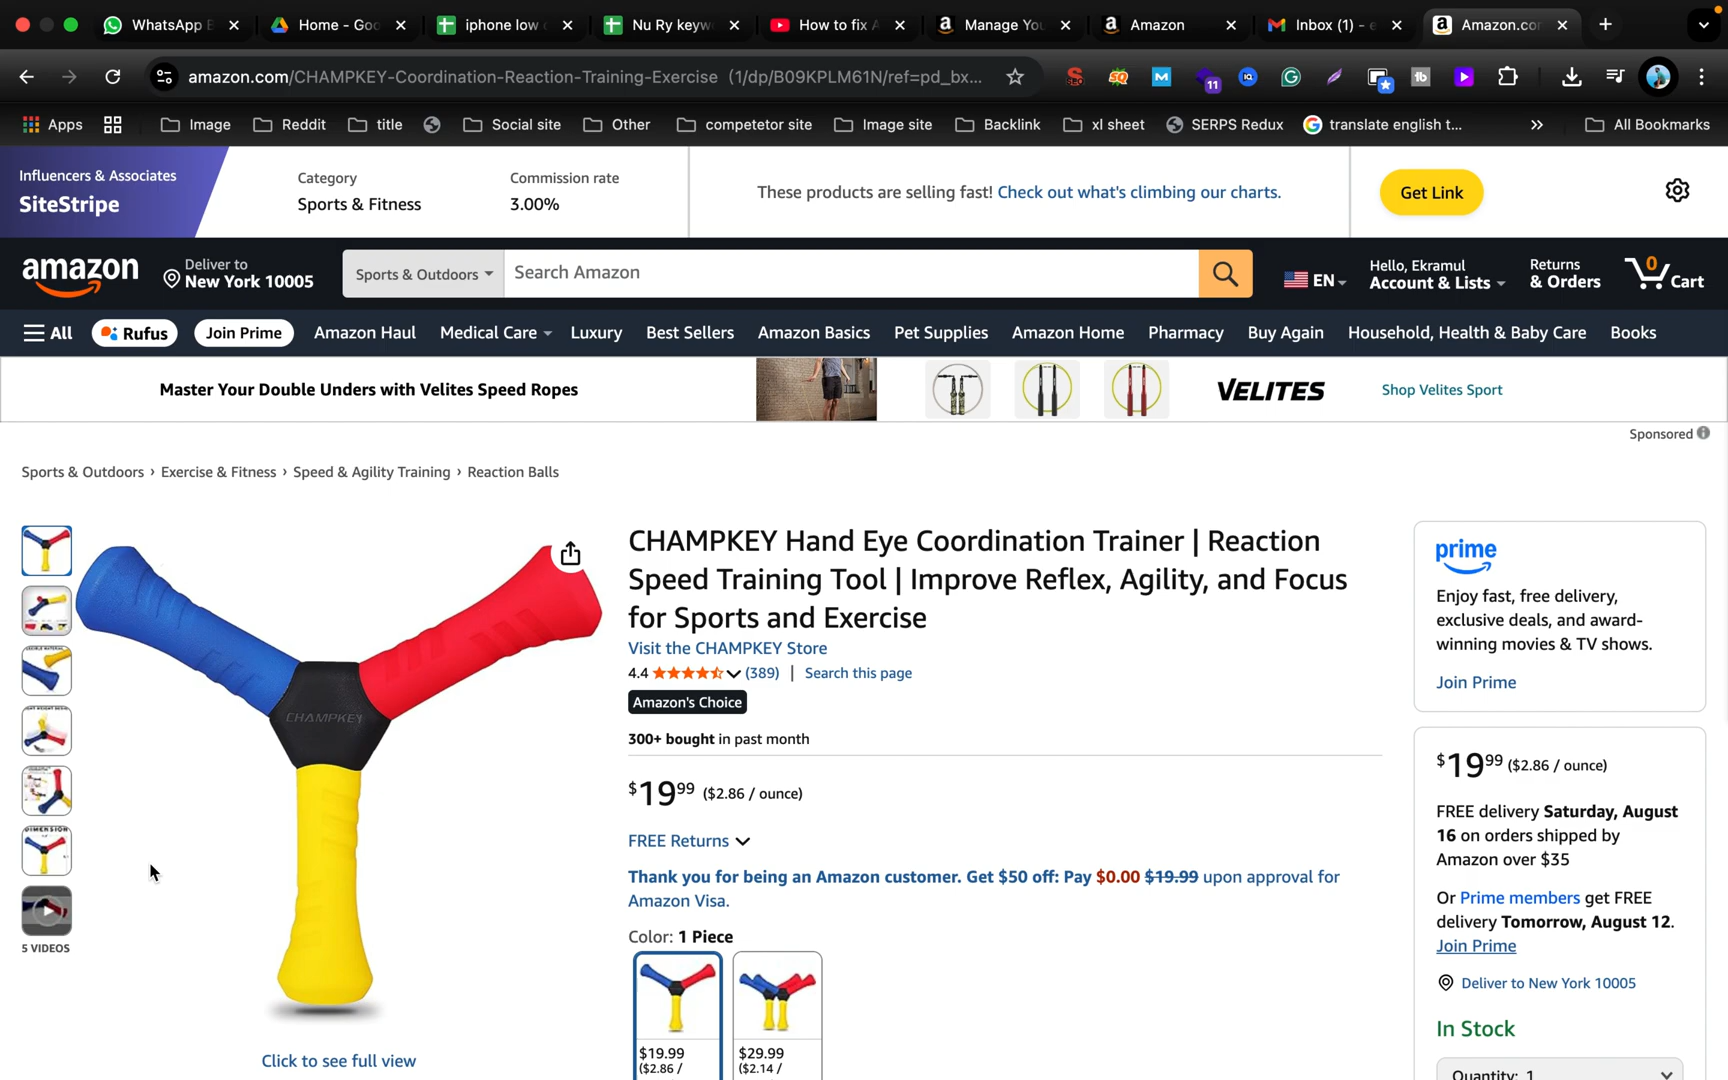 WhatsApp B
Home - Goo
iphone low
Nu Ry keyw
How to fix A
Manage You
Amazon
Inbox (1) - e
Amazon.co
amazon.com/CHAMPKEY-Coordination-Reaction-Training-Exercise (1/dp/B09KPLM61N/ref=pd_bx...
11
Apps
Image
Reddit
title
Social site
Other
competetor site
Image site
Backlink
xl sheet
SERPS Redux
translate english t...
All Bookmarks
Influencers & Associates
SiteStripe
Category
Sports & Fitness
Commission rate
3.00%
These products are selling fast! Check out what's climbing our charts.
Get Link
amazon
Deliver to
New York 10005
Sports & Outdoors
Search Amazon
EN
Hello, Ekramul
Account & Lists
Returns
& Orders
0
Cart
All
Rufus
Join Prime
Amazon Haul
Medical Care
Luxury
Best Sellers
Amazon Basics
Pet Supplies
Amazon Home
Pharmacy
Buy Again
Household, Health & Baby Care
Books
Master Your Double Unders with Velites Speed Ropes
VELITES
Shop Velites Sport
Sponsored
Sports & Outdoors › Exercise & Fitness › Speed & Agility Training › Reaction Balls
CHAMPKEY
DIMENSION
5 VIDEOS
Click to see full view
CHAMPKEY Hand Eye Coordination Trainer | Reaction
Speed Training Tool | Improve Reflex, Agility, and Focus
for Sports and Exercise
Visit the CHAMPKEY Store
4.4 (389) | Search this page
Amazon's Choice
300+ bought in past month
$19.99 ($2.86 / ounce)
FREE Returns
Thank you for being an Amazon customer. Get $50 off: Pay $0.00 $19.99 upon approval for
Amazon Visa.
Color: 1 Piece
$19.99
($2.86 /
$29.99
($2.14 /
prime
Enjoy fast, free delivery,
exclusive deals, and award-
winning movies & TV shows.
Join Prime
$19.99 ($2.86 / ounce)
FREE delivery Saturday, August
16 on orders shipped by
Amazon over $35
Or Prime members get FREE
delivery Tomorrow, August 12.
Join Prime
Deliver to New York 10005
In Stock
Quantity: 1